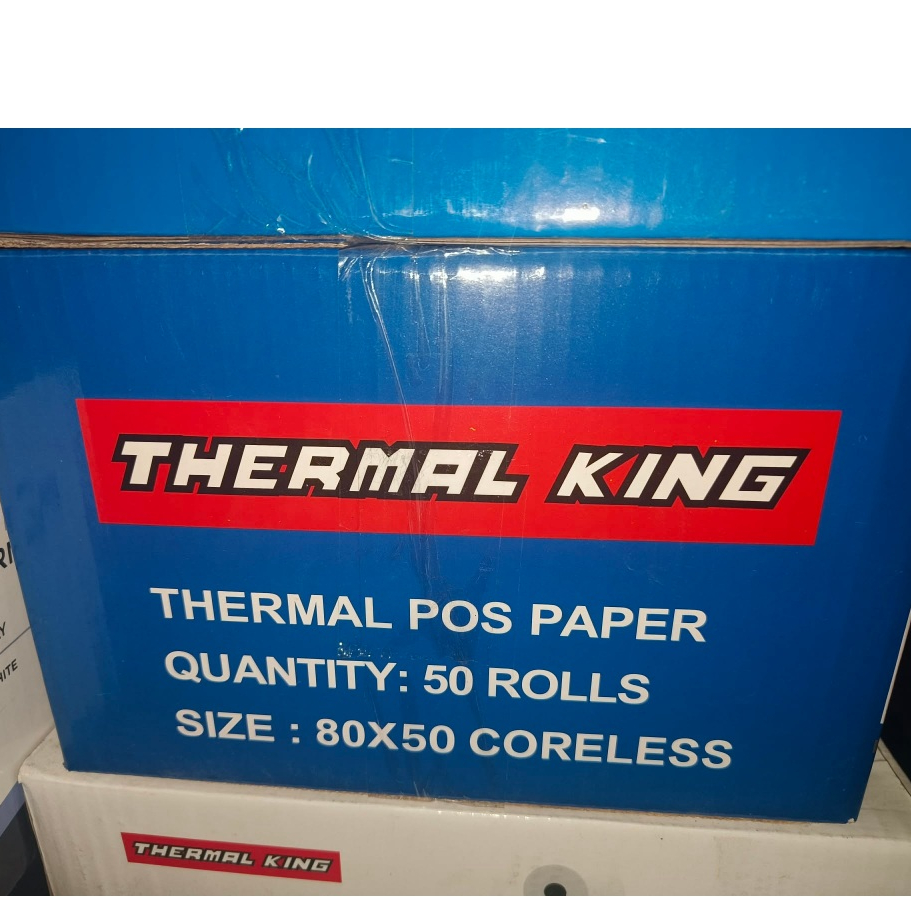 THERMAL KING
THERMAL POS PAPER
QUANTITY: 50 ROLLS
SIZE : 80X50 CORELESS
THERMAL KING